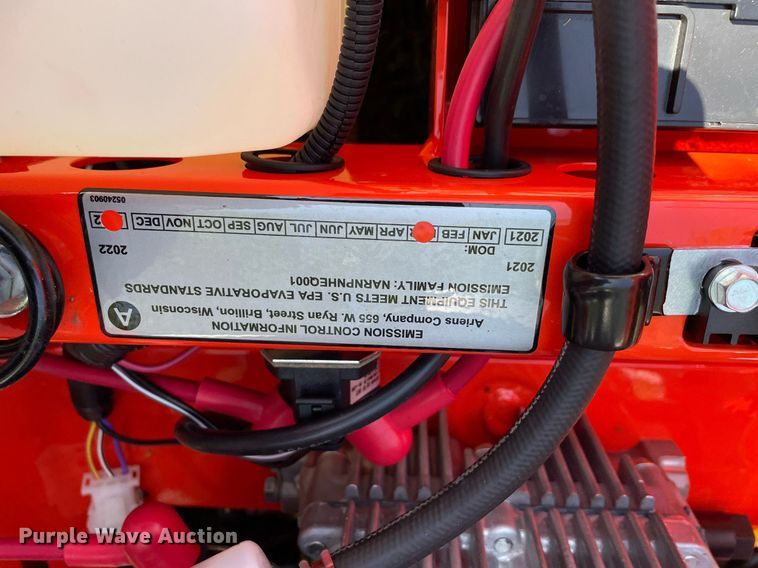 EMISSION CONTROL INFORMATION
Ariens Company, 655 W. Ryan Street, Brillion, Wisconsin
A
THIS EQUIPMENT MEETS U.S. EPA EVAPORATIVE STANDARDS
EMISSION FAMILY: NARNPNHEQ001
2021
DOM: 2022
2021 JAN FEB APR MAY JUN JUL AUG SEP OCT NOV DEC
05240903
Purple Wave Auction